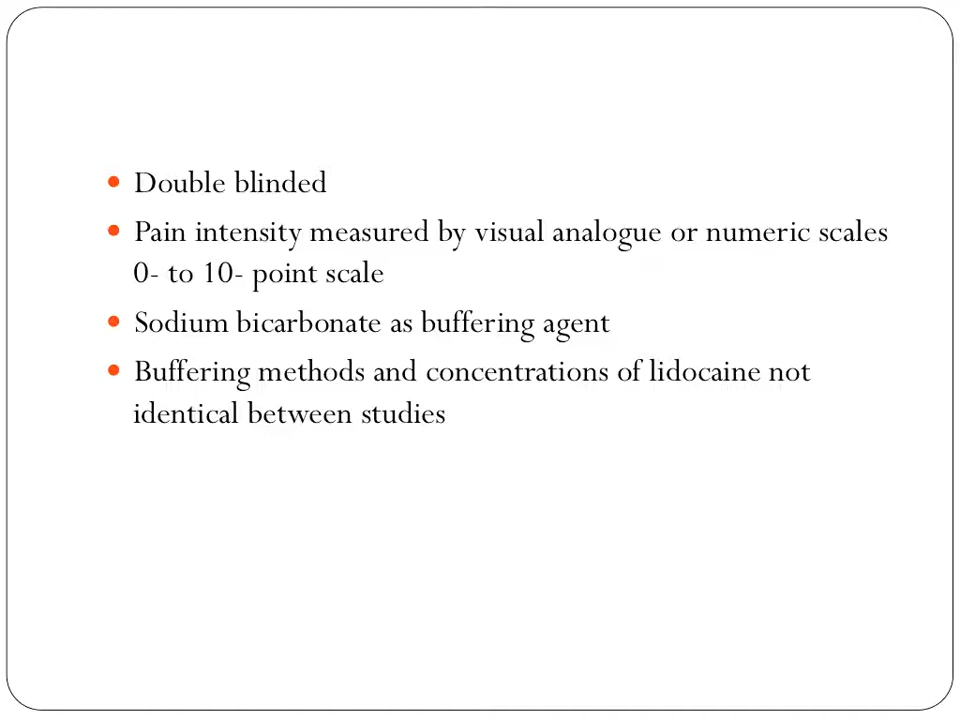 Double blinded
Pain intensity measured by visual analogue or numeric scales
0- to 10- point scale
Sodium bicarbonate as buffering agent
Buffering methods and concentrations of lidocaine not
identical between studies